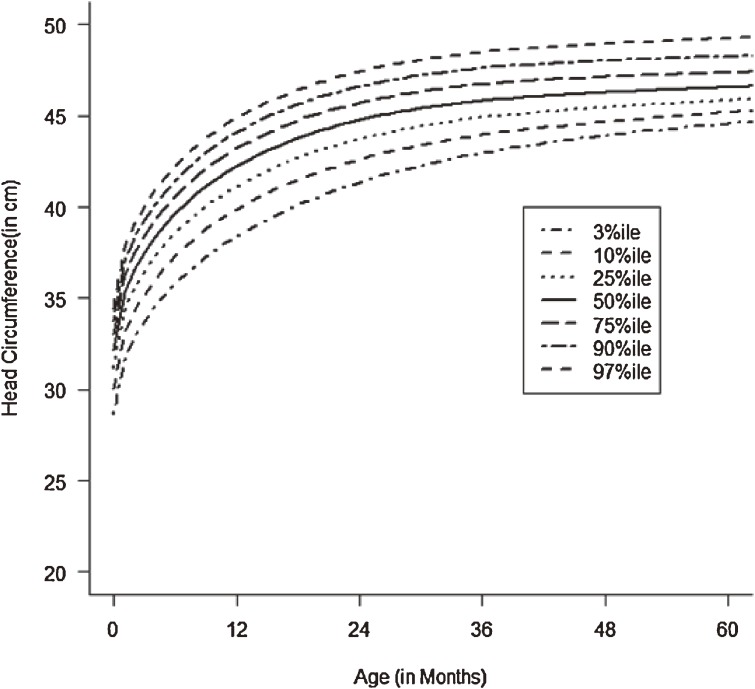 Head Circumference(in cm)
50
45
40
35
30
25
20
3%ile
10%ile
25%ile
50%ile
75%ile
90%ile
97%ile
0 12 24 36 48 60
Age (in Months)